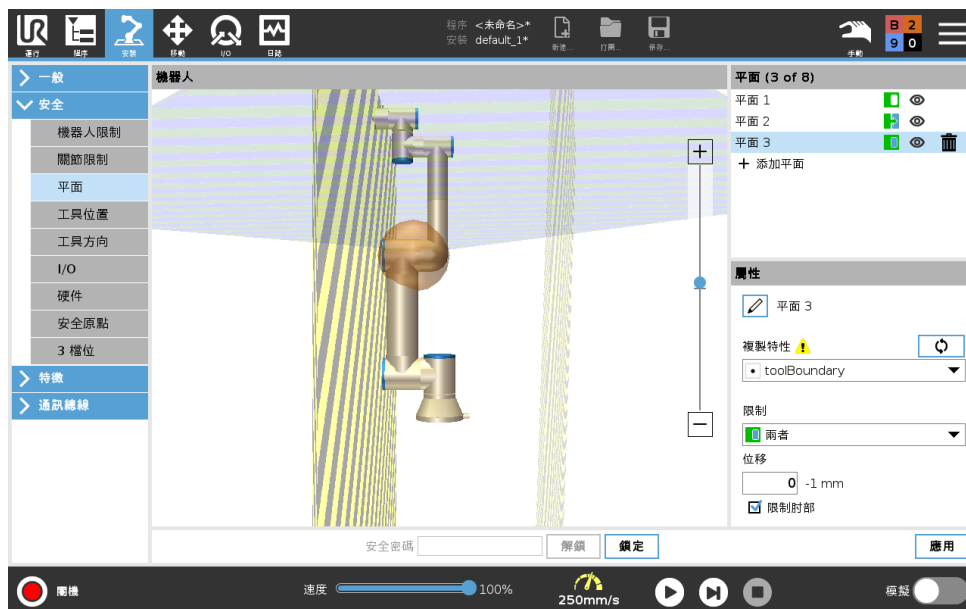 程序 <未命名>*
安装 default_1*
運行
I/O
程序
安裝
移動
I/O
日誌
新建...
打開...
保存...
手動
B 2
9 0
一般
安全
機器人限制
關節限制
平面
工具位置
工具方向
I/O
硬件
安全原點
3 檔位
特徵
通訊總線
機器人
平面 (3 of 8)
平面 1
平面 2
平面 3
添加平面
屬性
平面 3
複製特性
toolBoundary
限制
兩者
位移
0 -1 mm
限制肘部
安全密碼
解鎖
鎖定
應用
關機
速度
100%
250mm/s
模擬